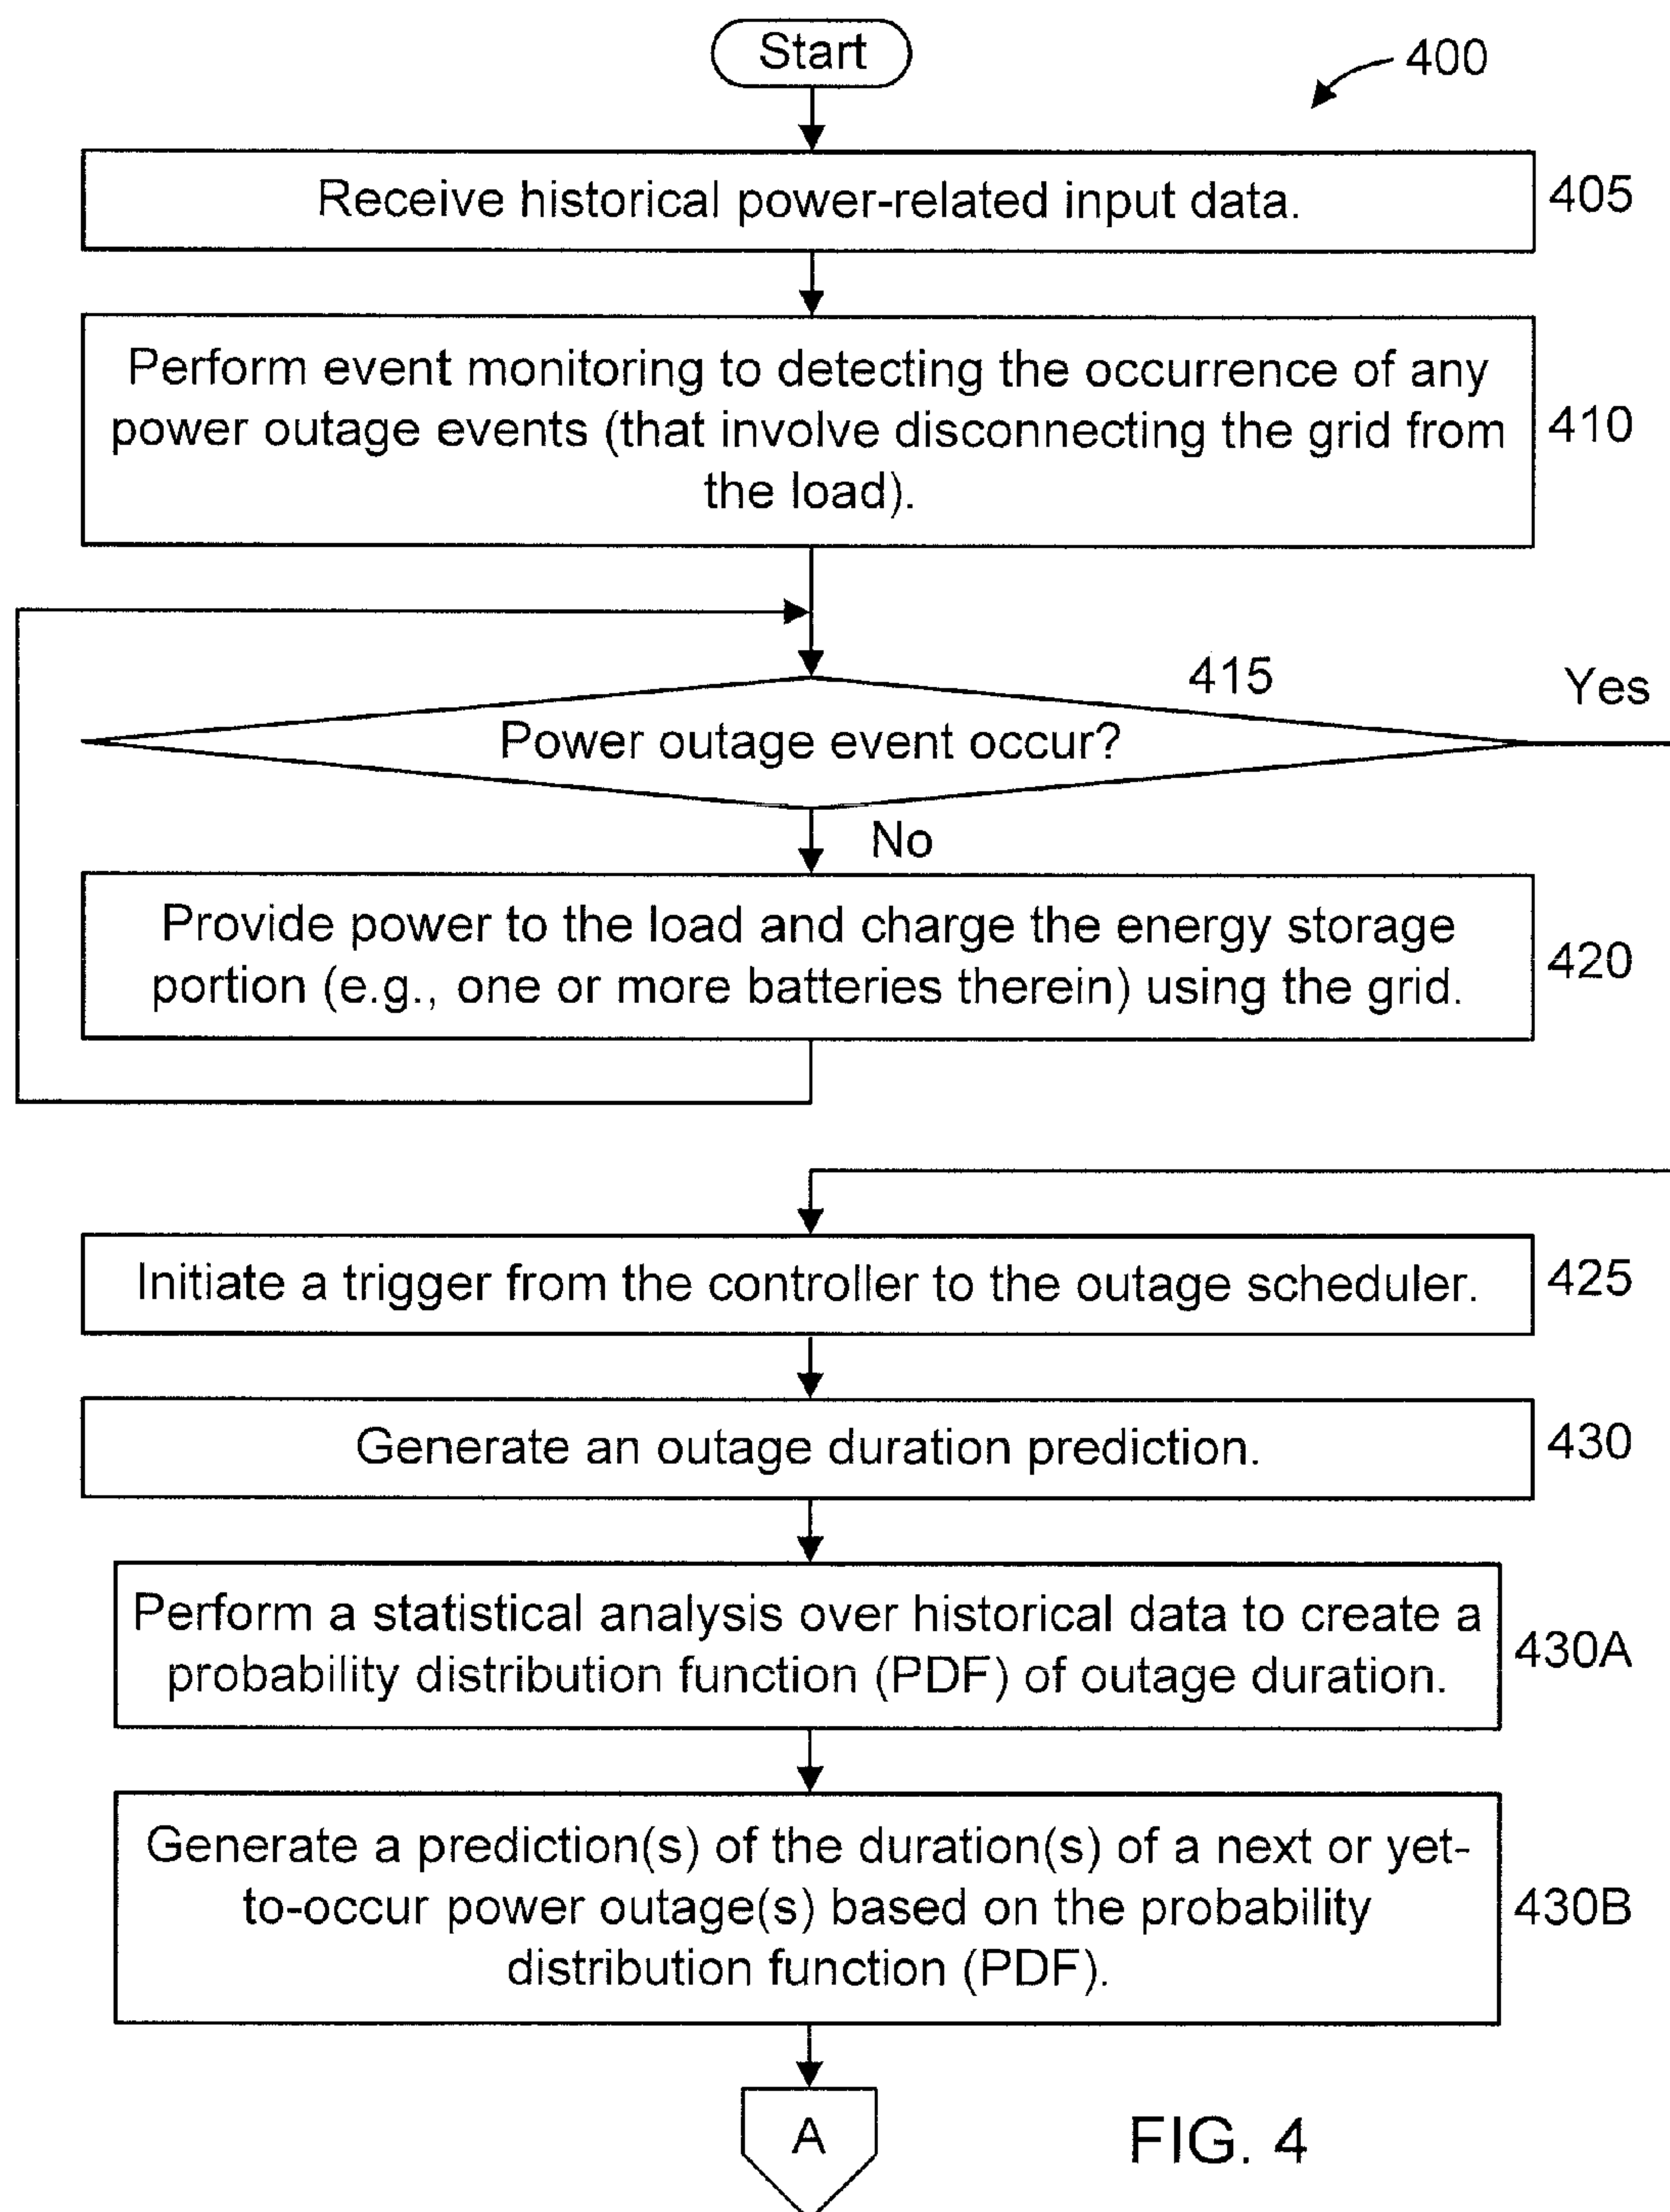 Start
400
Receive historical power-related input data.
405
Perform event monitoring to detecting the occurrence of any
power outage events (that involve disconnecting the grid from
the load).
410
415
Yes
Power outage event occur?
No
Provide power to the load and charge the energy storage
portion (e.g., one or more batteries therein) using the grid.
420
Initiate a trigger from the controller to the outage scheduler.
425
Generate an outage duration prediction.
430
Perform a statistical analysis over historical data to create a
probability distribution function (PDF) of outage duration.
430A
Generate a prediction(s) of the duration(s) of a next or yet-
to-occur power outage(s) based on the probability
distribution function (PDF).
430B
A
FIG. 4